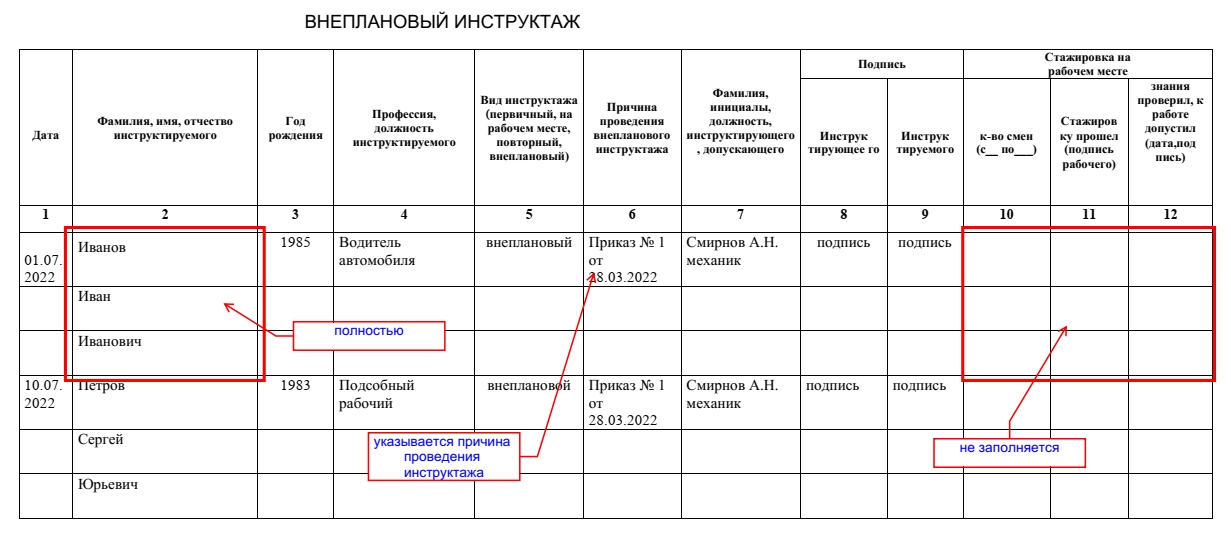 ВНЕПЛАНОВЫЙ ИНСТРУКТАЖ
Дата
Фамилия, имя, отчество
инструктируемого
Год
рождения
Профессия,
должность
инструктируемого
Вид инструктажа
(первичный, на
рабочем месте,
повторный,
внеплановый)
Причина
проведения
внепланового
инструктажа
Фамилия,
инициалы,
должность,
инструктирующего
, допускающего
Подпись
Инструк
тирующее го
Инструк
тируемого
Стажировка на
рабочем месте
к-во смен
(с__ по___)
Стажиров
ку прошел
(подпись
рабочего)
знания
проверил, к
работе
допустил
(дата,под
пись)
1 2 3 4 5 6 7 8 9 10 11 12
01.07.
2022
Иванов
1985
Водитель
автомобиля
внеплановый
Приказ № 1
от
28.03.2022
Смирнов А.Н.
механик
подпись
подпись
Иван
полностью
Иванович
10.07.
2022
Петров
1983
Подсобный
рабочий
внеплановой
Приказ № 1
от
28.03.2022
Смирнов А.Н.
механик
подпись
подпись
Сергей
указывается причина
проведения
инструктажа
не заполняется
Юрьевич